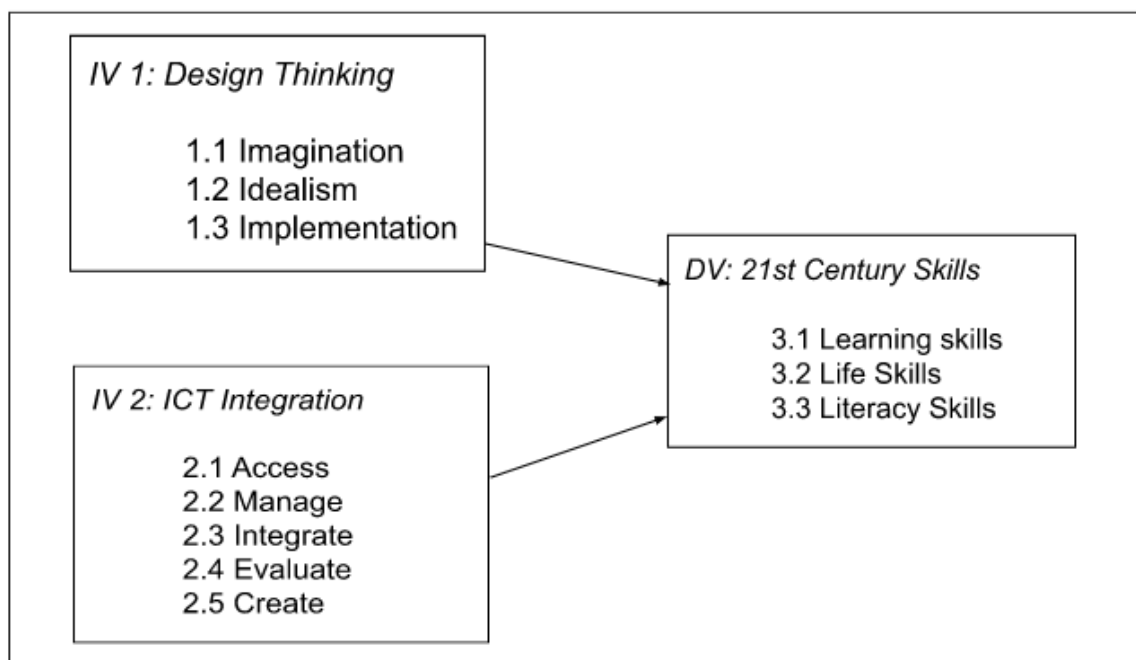 IV 1: Design Thinking
1.1 Imagination
1.2 Idealism
1.3 Implementation
IV 2: ICT Integration
2.1 Access
2.2 Manage
2.3 Integrate
2.4 Evaluate
2.5 Create
DV: 21st Century Skills
3.1 Learning skills
3.2 Life Skills
3.3 Literacy Skills